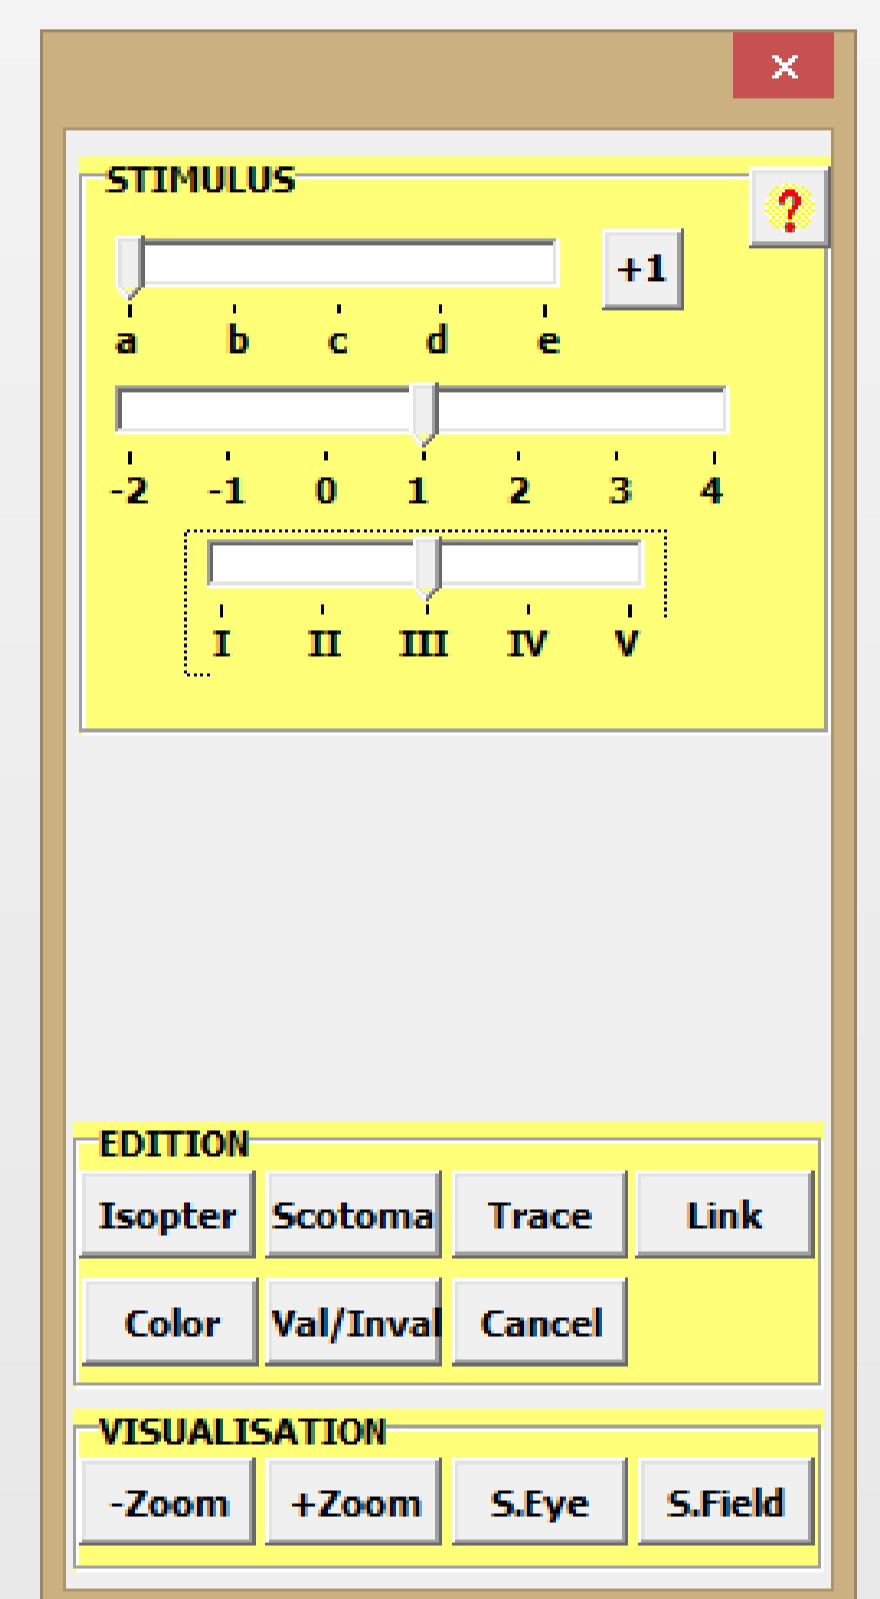 ×
STIMULUS
?
+1
a b c d e
-2 -1 0 1 2 3 4
I II III IV V
EDITION
Isopter Scotoma Trace Link
Color Val/Inval Cancel
VISUALISATION
-Zoom +Zoom S.Eye S.Field